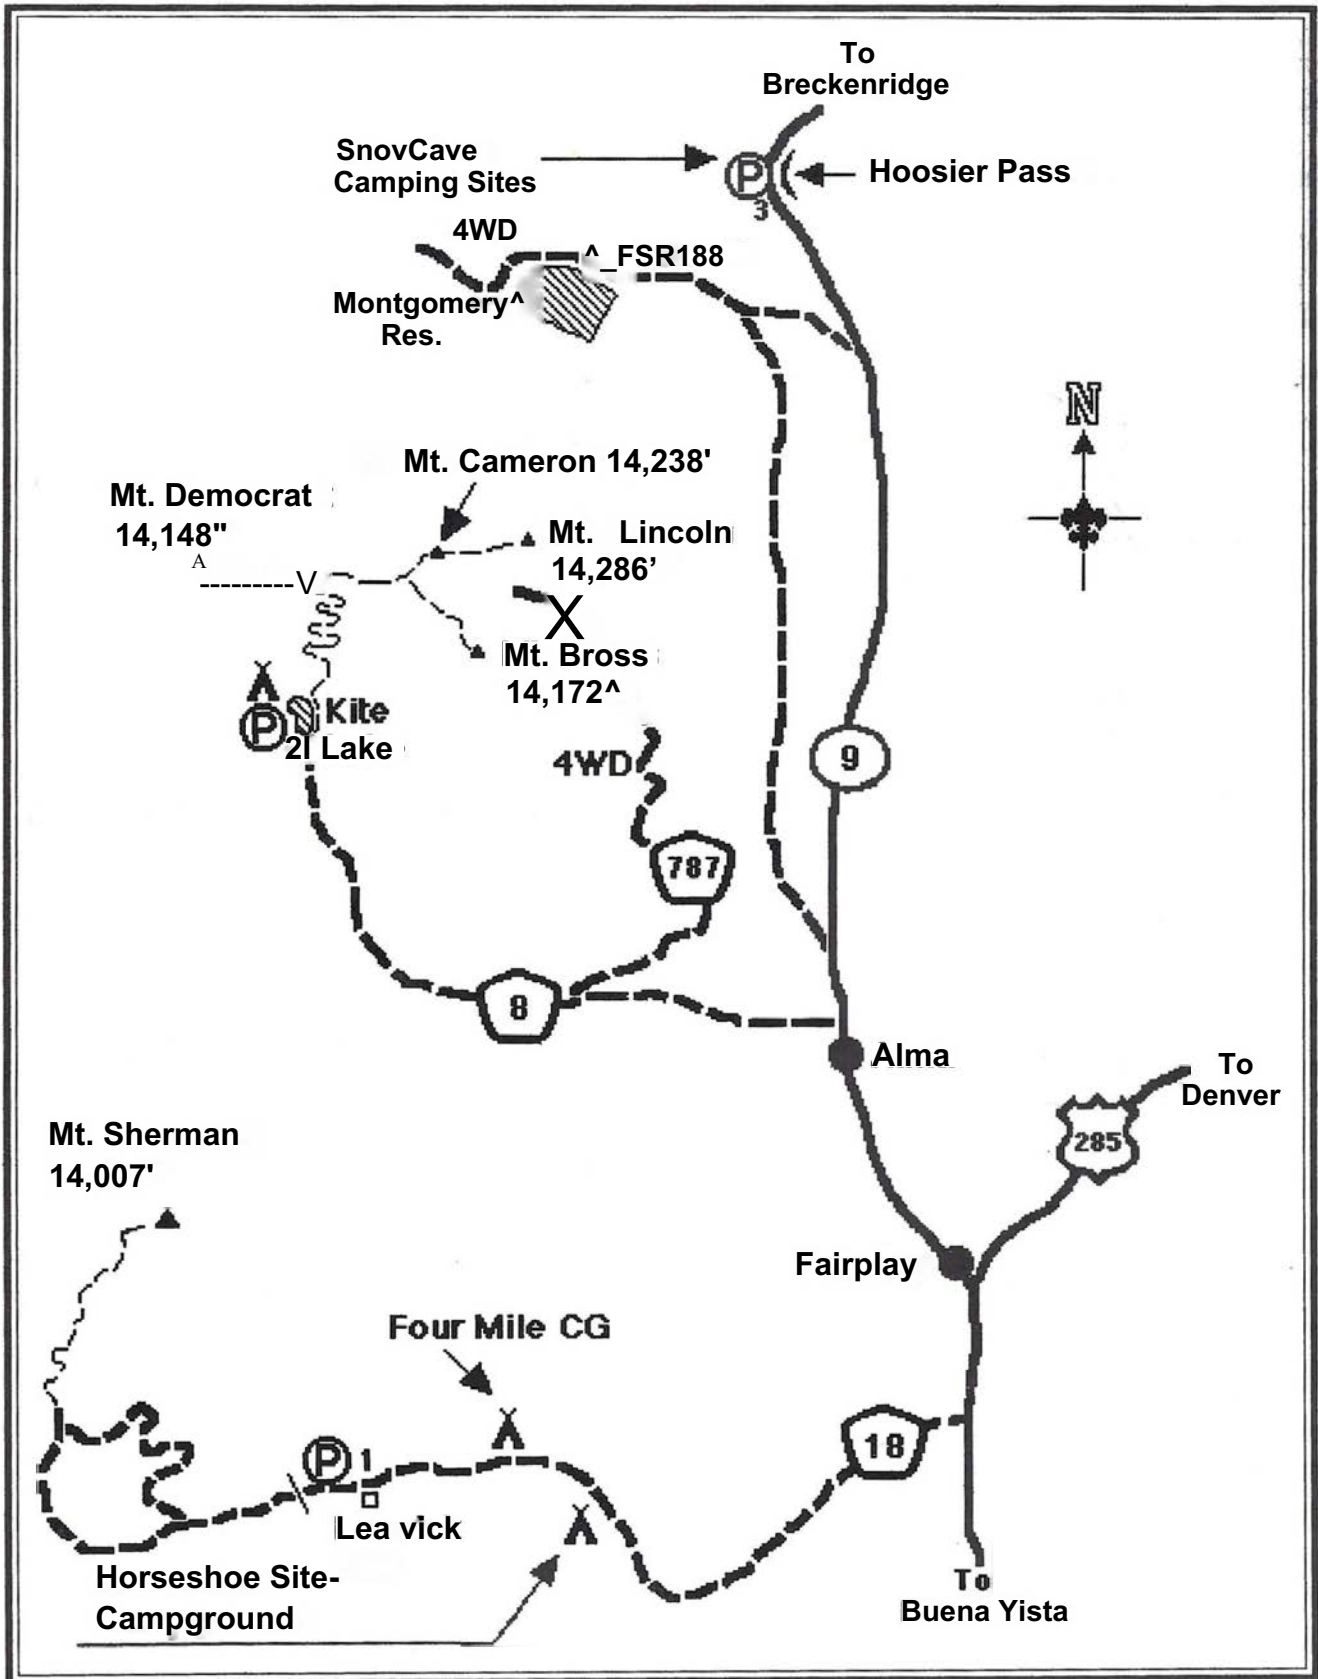 To
Breckenridge
SnovCave
Camping Sites
P
3
Hoosier Pass
4WD
^_FSR188
Montgomery^
Res.
N
Mt. Cameron 14,238'
Mt. Democrat
14,148"
A
Mt. Lincoln
14,286’
---------V
X
Mt. Bross
14,172^
Kite
P
2l Lake
4WD
9
787
8
Alma
To
Denver
285
Mt. Sherman
14,007'
Fairplay
Four Mile CG
18
P 1
Lea vick
Horseshoe Site-
Campground
To
Buena Yista